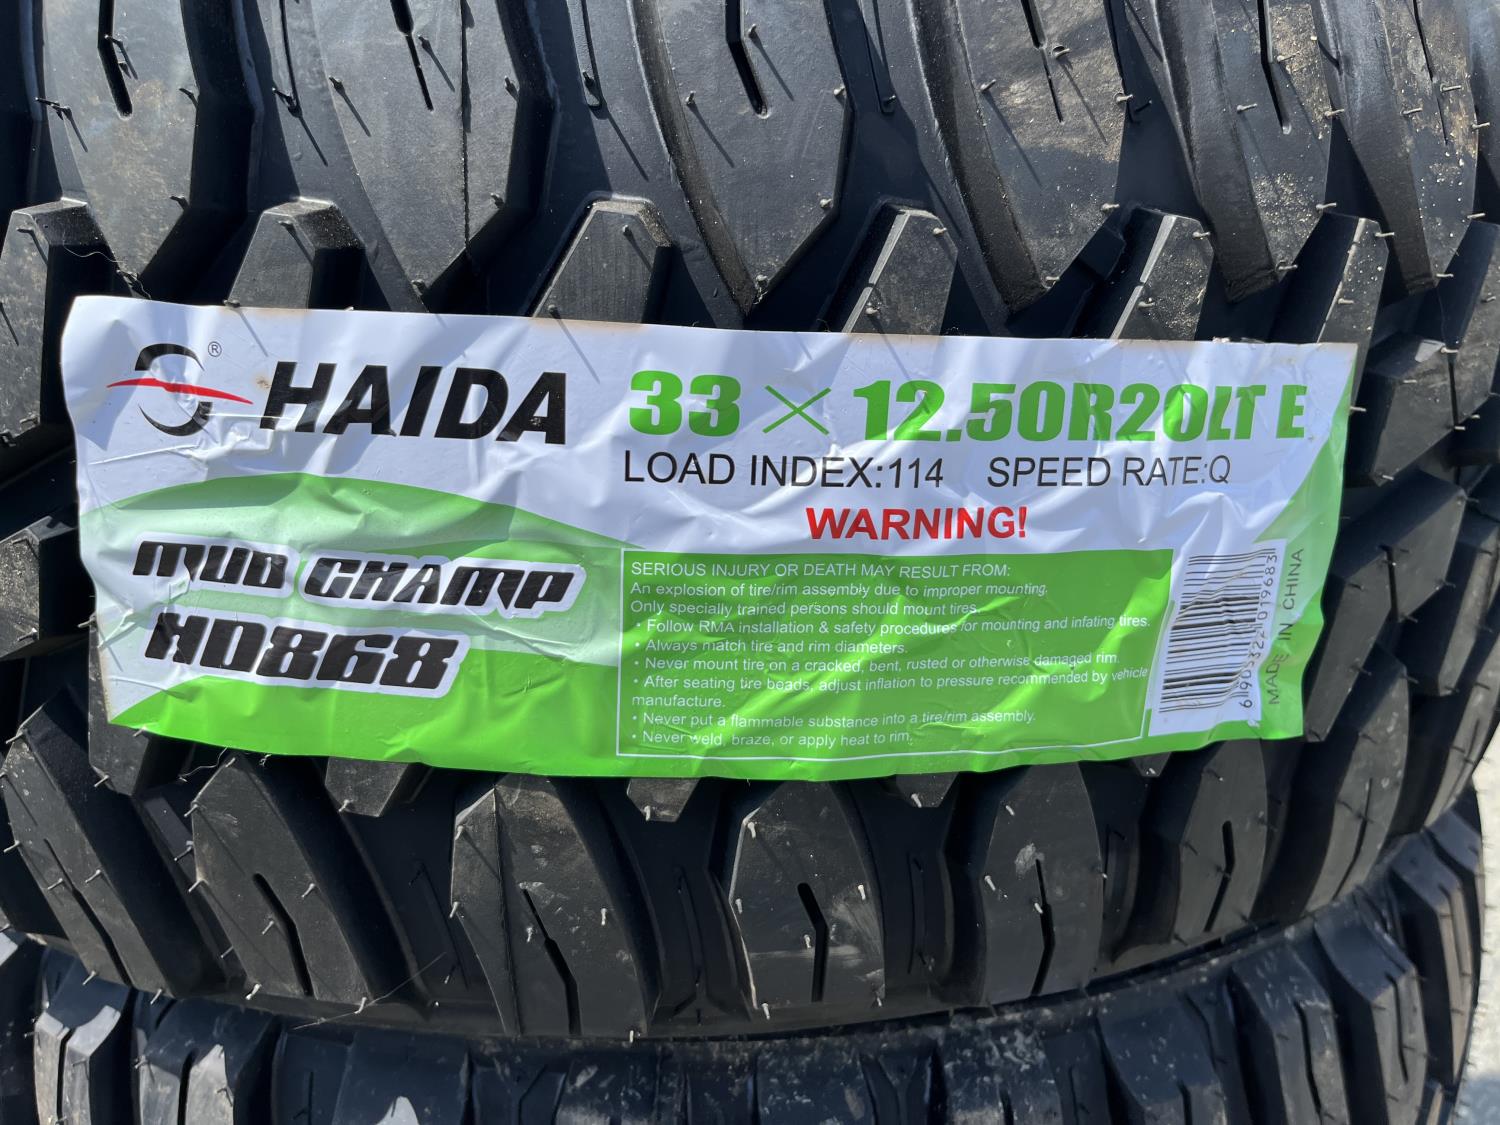 HAIDA®
33 × 12.50R20LT E
LOAD INDEX:114 SPEED RATE:Q
WARNING!
MUD CHAMP
HD868
SERIOUS INJURY OR DEATH MAY RESULT FROM:
An explosion of tire/rim assembly due to improper mounting.
Only specially trained persons should mount tires.
• Follow RMA installation & safety procedures for mounting and infating tires.
• Always match tire and rim diameters.
• Never mount tire on a cracked, bent, rusted or otherwise damaged rim.
• After seating tire beads, adjust inflation to pressure recommended by vehicle
manufacture.
• Never put a flammable substance into a tire/rim assembly.
• Never weld, braze, or apply heat to rim.
6 905322 019683
MADE IN CHINA